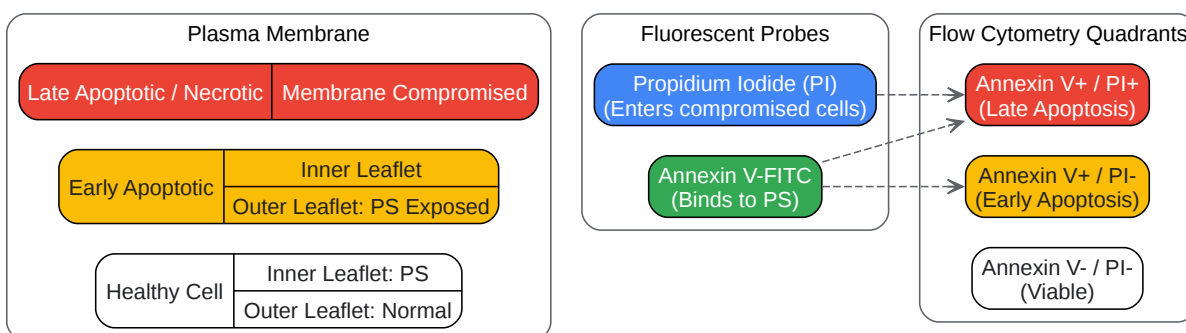 Plasma Membrane
Late Apoptotic / Necrotic
Membrane Compromised
Early Apoptotic
Inner Leaflet
Outer Leaflet: PS Exposed
Healthy Cell
Inner Leaflet: PS
Outer Leaflet: Normal
Fluorescent Probes
Propidium Iodide (PI)
(Enters compromised cells)
Annexin V-FITC
(Binds to PS)
Flow Cytometry Quadrants
Annexin V+ / PI+
(Late Apoptosis)
Annexin V+ / PI-
(Early Apoptosis)
Annexin V- / PI-
(Viable)